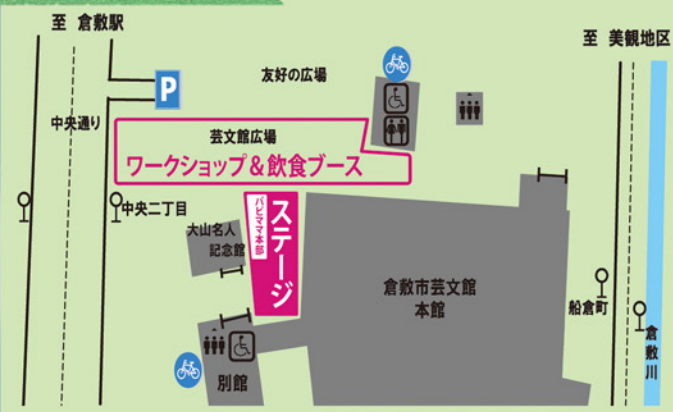 至 倉敷駅
至 美観地区
友好の広場
P
中央通り
芸文館広場
ワークショップ&飲食ブース
中央二丁目
大山名人
記念館
ステージ
パピママ本部
倉敷市芸文館
本館
船倉町
倉敷川
別館